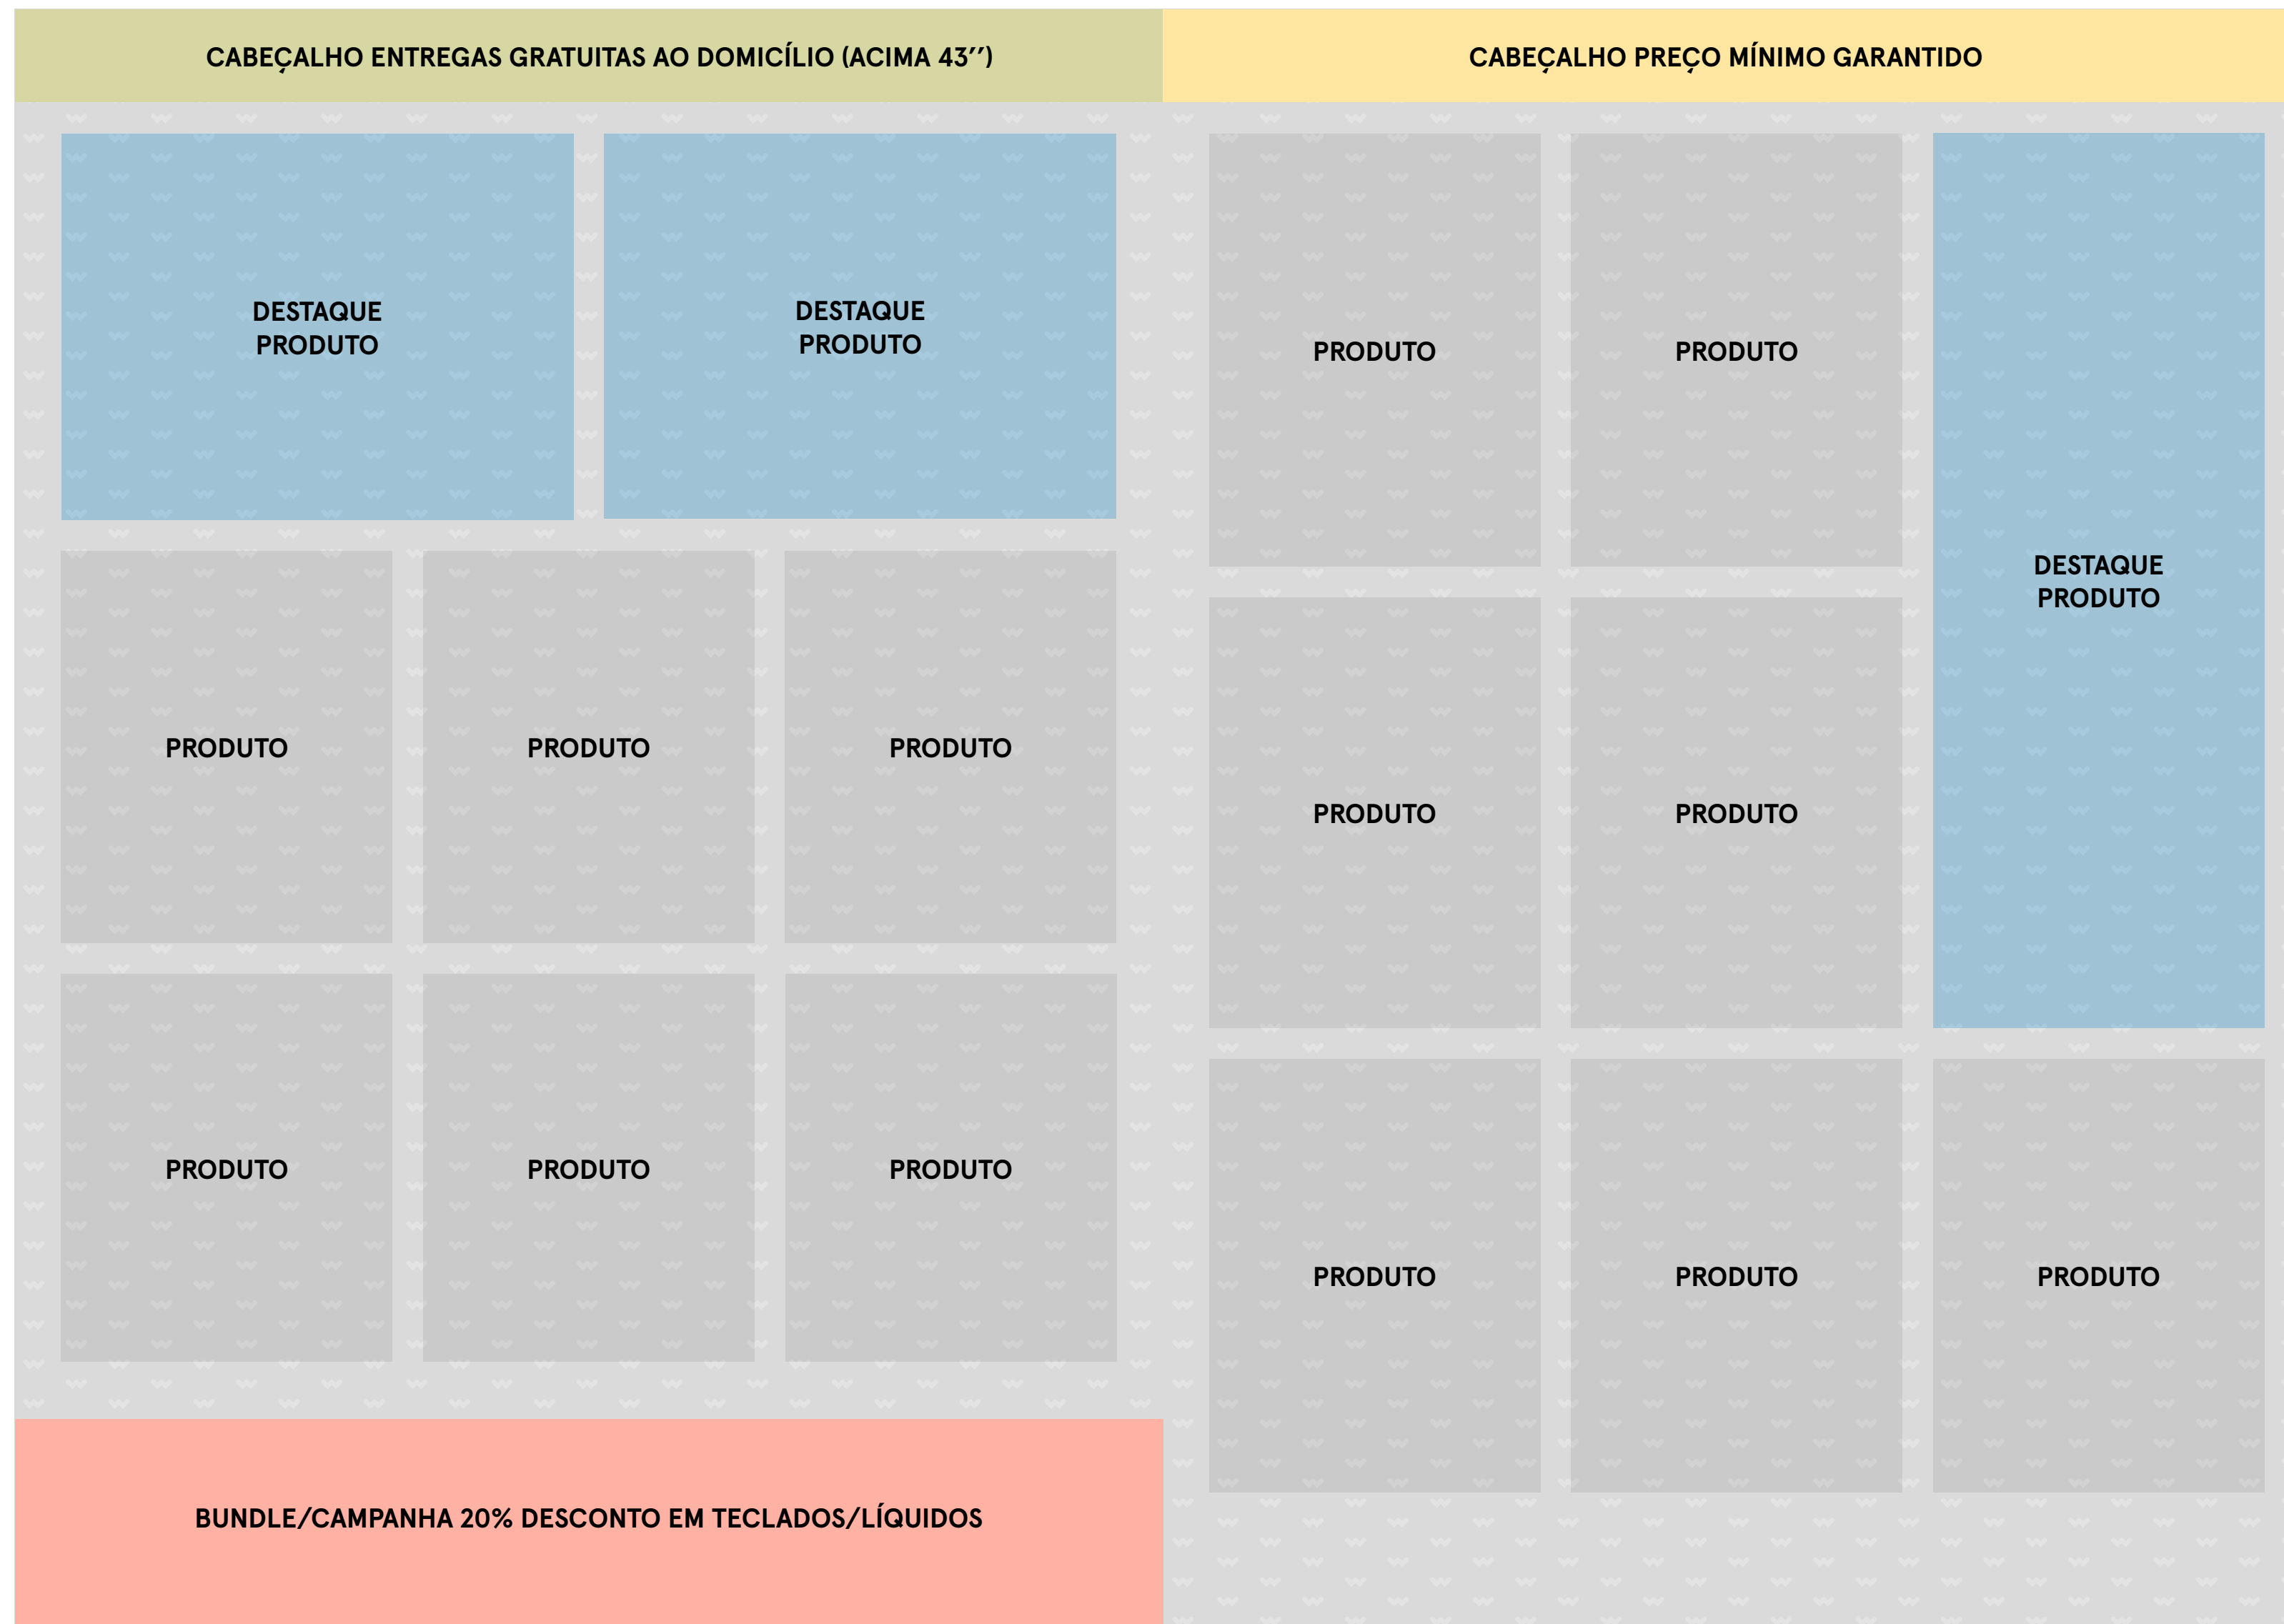 CABEÇALHO ENTREGAS GRATUITAS AO DOMICÍLIO (ACIMA 43’’)
DESTAQUE
PRODUTO
DESTAQUE
PRODUTO
PRODUTO
PRODUTO
PRODUTO
PRODUTO
PRODUTO
PRODUTO
BUNDLE/CAMPANHA 20% DESCONTO EM TECLADOS/LÍQUIDOS
CABEÇALHO PREÇO MÍNIMO GARANTIDO
PRODUTO
PRODUTO
DESTAQUE
PRODUTO
PRODUTO
PRODUTO
PRODUTO
PRODUTO
PRODUTO